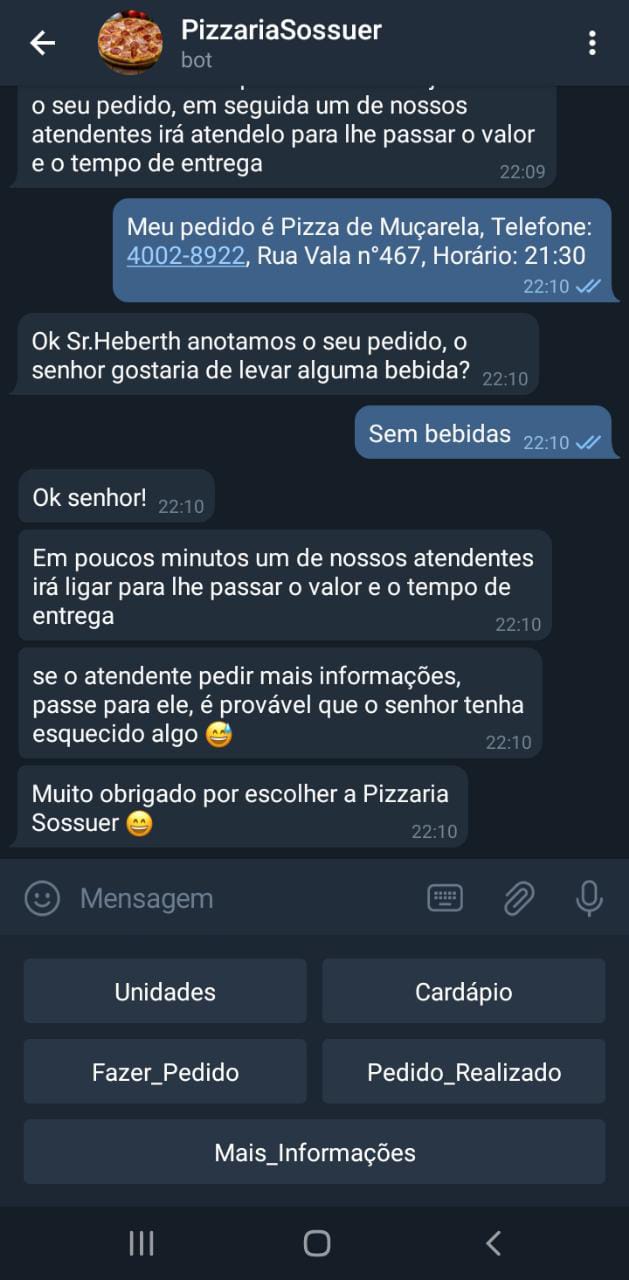 PizzariaSossuer
bot
o seu pedido, em seguida um de nossos
atendentes irá atendelo para lhe passar o valor
e o tempo de entrega
22:09
Meu pedido é Pizza de Muçarela, Telefone:
4002-8922, Rua Vala n°467, Horário: 21:30
22:10
Ok Sr.Heberth anotamos o seu pedido, o
senhor gostaria de levar alguma bebida? 22:10
Sem bebidas 22:10
Ok senhor! 22:10
Em poucos minutos um de nossos atendentes
irá ligar para lhe passar o valor e o tempo de
entrega
22:10
se o atendente pedir mais informações,
passe para ele, é provável que o senhor tenha
esquecido algo 😅
22:10
Muito obrigado por escolher a Pizzaria
Sossuer 😄
22:10
Mensagem
Unidades
Cardápio
Fazer_Pedido
Pedido_Realizado
Mais_Informações